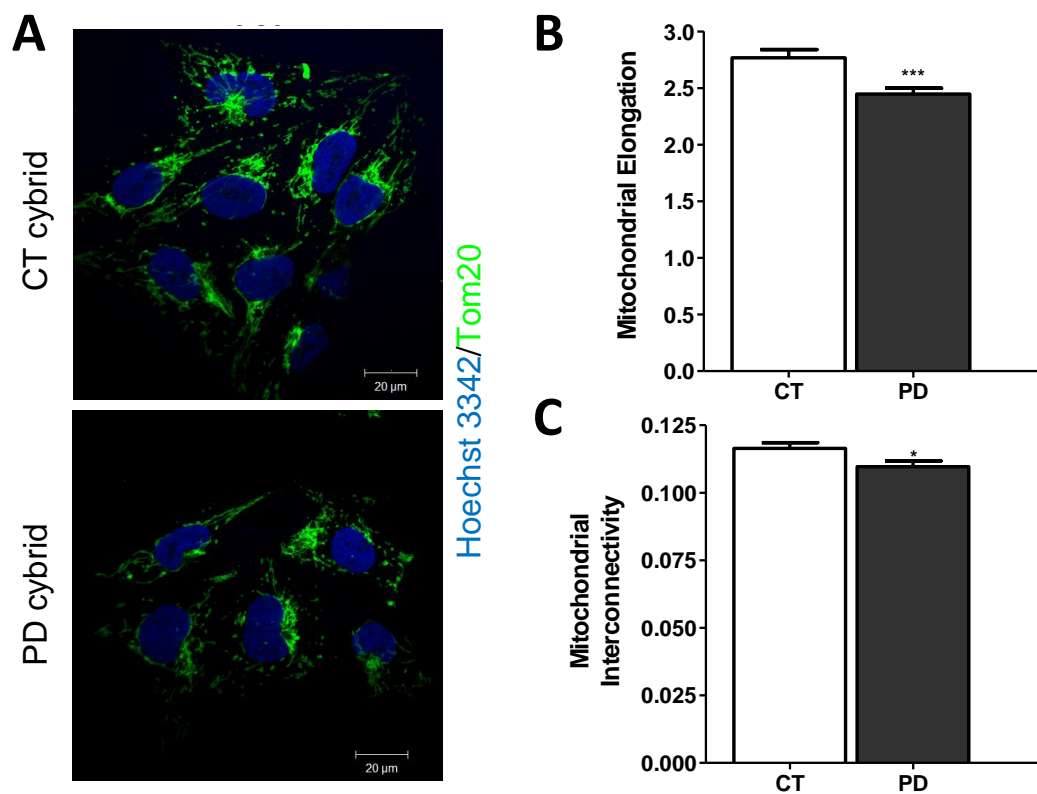 A
CT cybrid
20 µm
PD cybrid
20 µm
Hoechst 3342/Tom20
B
Mitochondrial Elongation
3.0
2.5
2.0
1.5
1.0
0.5
0.0
***
CT
PD
C
Mitochondrial
Interconnectivity
0.125
0.100
0.075
0.050
0.025
0.000
*
CT
PD